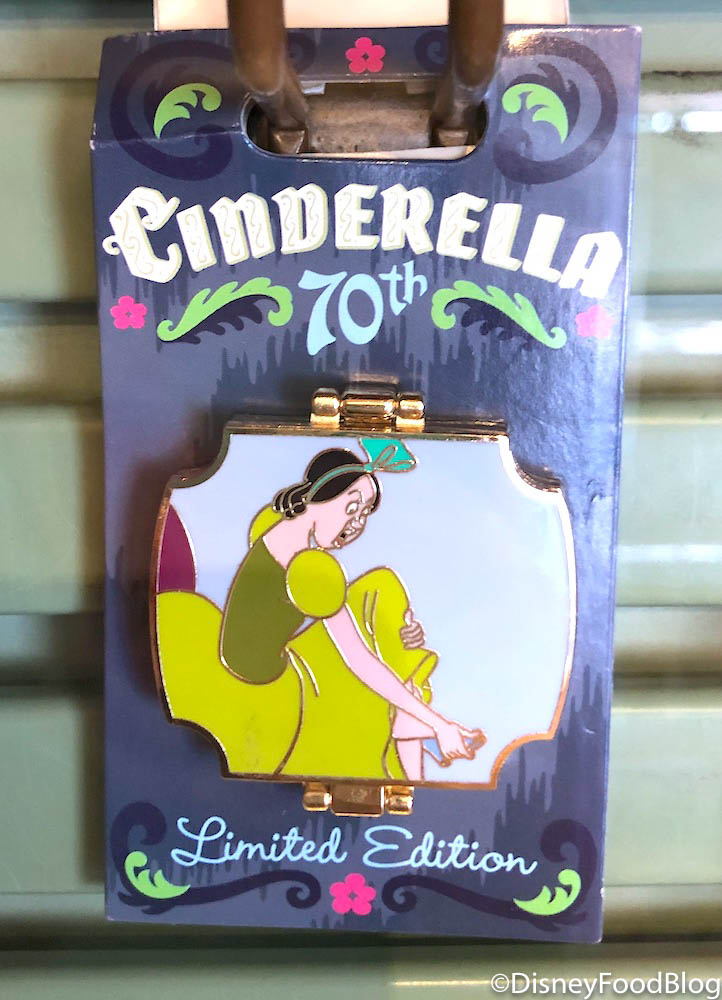 CINDERELLA
70th
Limited Edition
©DisneyFoodBlog